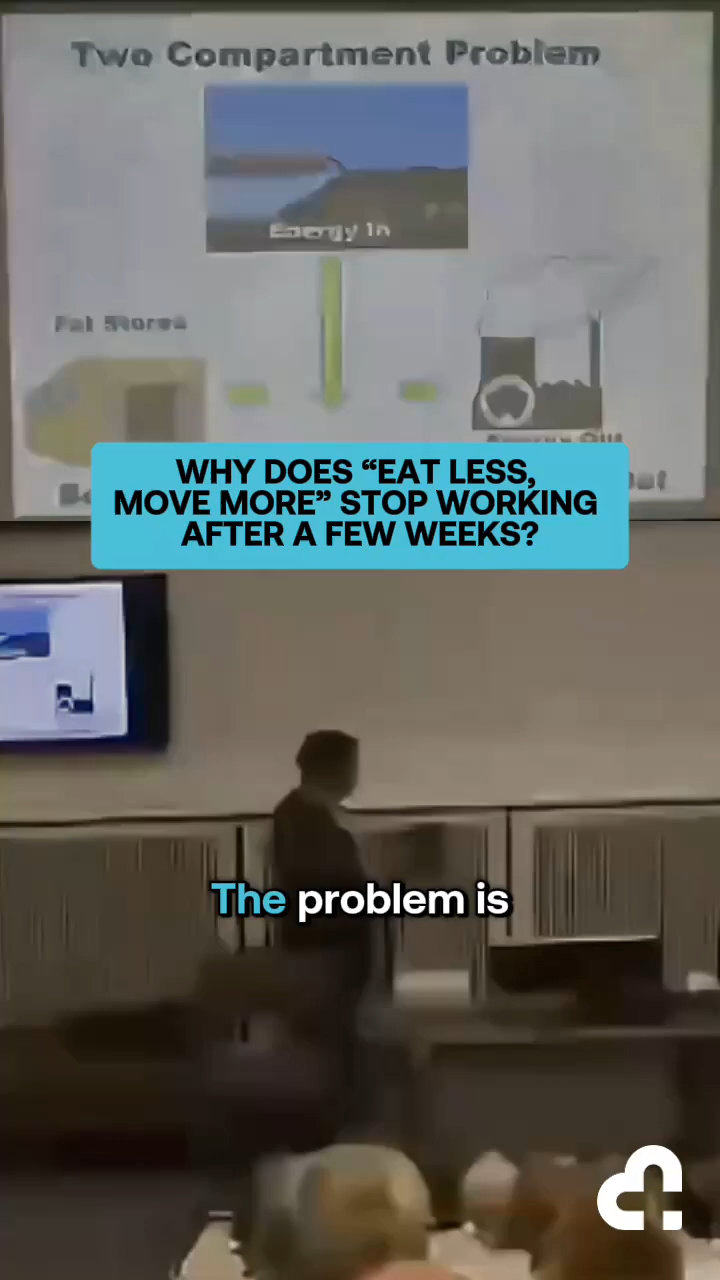 Two Compartment Problem
Energy In
Fat Stores
WHY DOES “EAT LESS,
MOVE MORE” STOP WORKING
AFTER A FEW WEEKS?
The problem is